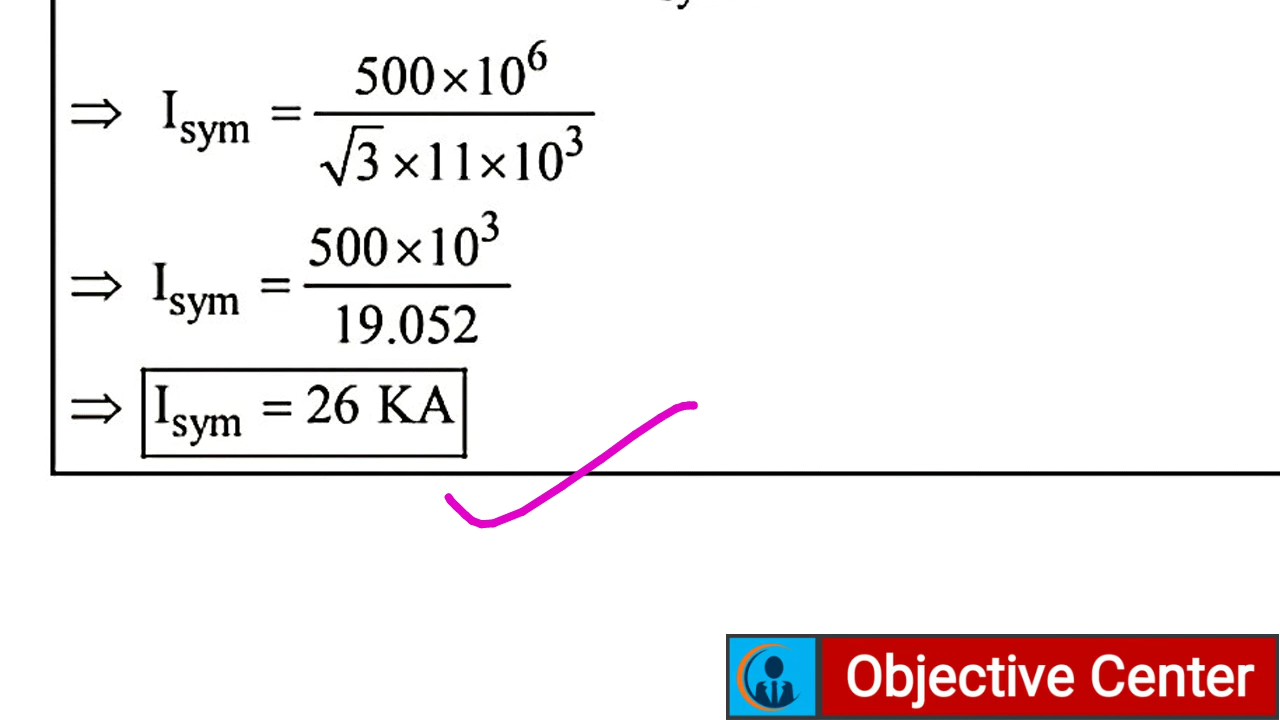 ⇒ I_sym = (500×10^6)/(√3×11×10^3)
⇒ I_sym = (500×10^3)/(19.052)
⇒ I_sym = 26 KA
Objective Center